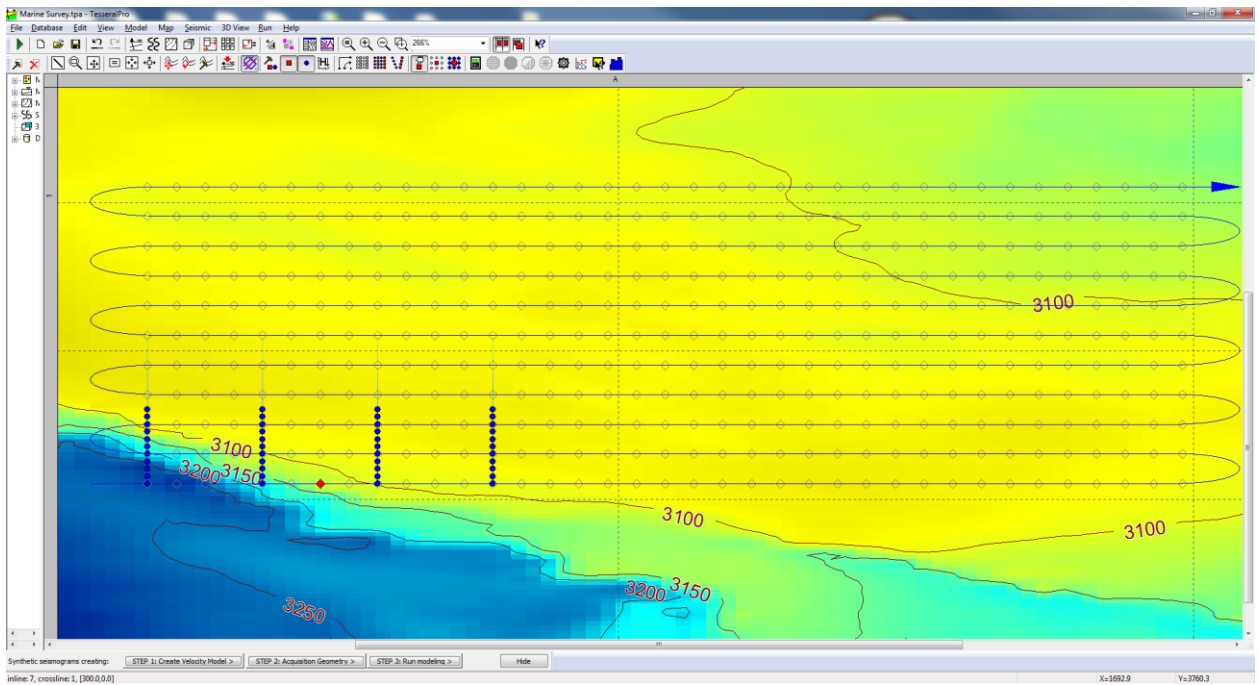 Marine Survey.tpa - TesseralPro
File Database Edit View Model Map Seismic 3D View Run Help
266%
A
1
3100
3100
3200
3150
3100
3100
3200
3150
3250
Synthetic seismograms creating: STEP 1: Create Velocity Model > STEP 2: Acquisition Geometry > STEP 3: Run modeling > Hide
inline: 7, crossline: 1, [300.0,0.0] X=1692.9 Y=3760.3